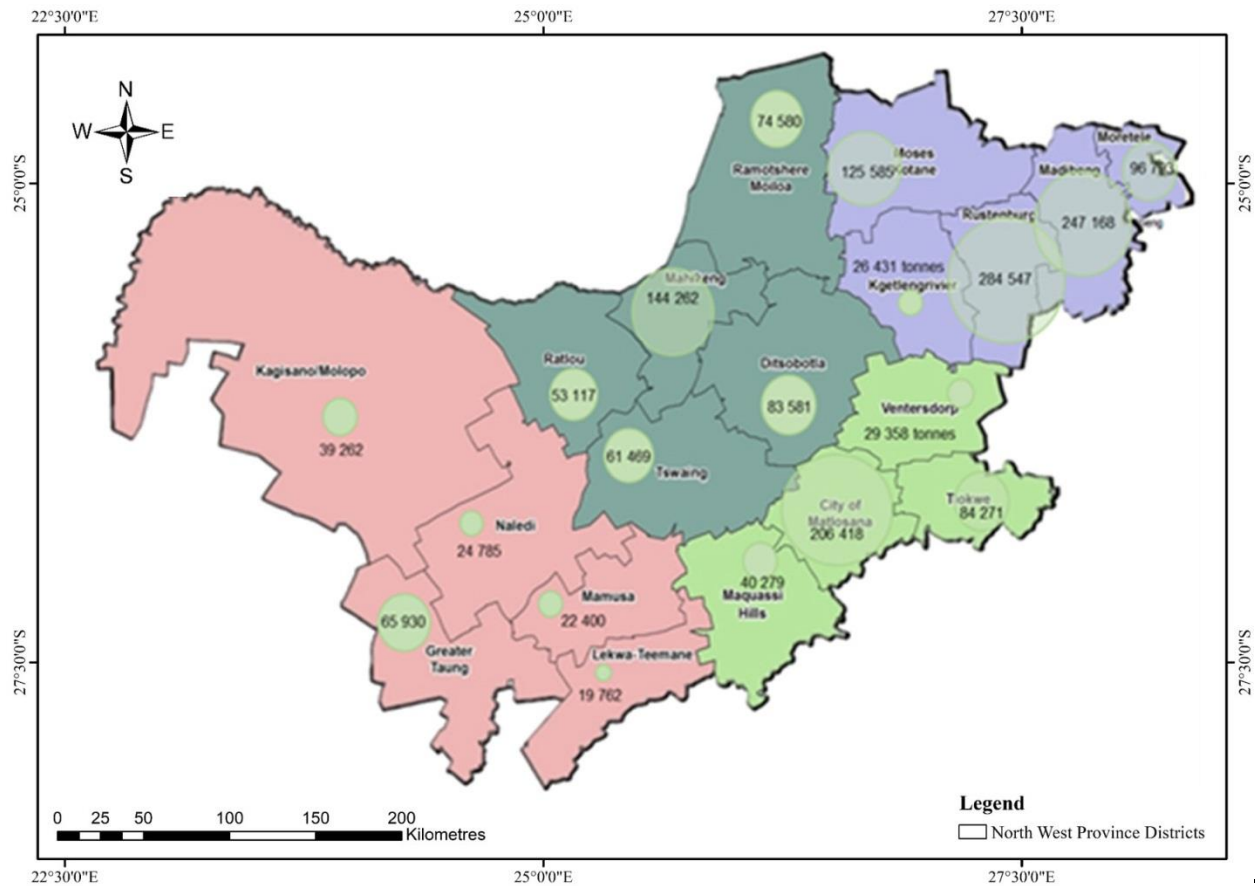 22°30'0"E
25°0'0"E
27°30'0"E
N
W
E
S
25°0'0"S
25°0'0"S
27°30'0"S
27°30'0"S
74 580
Ramotshere
Moiloa
Moses
Kotane
125 585
Moretele
Madibeng
247 168
Rustenburg
284 547
26 431 tonnes
Kgetlengrivier
Mahikeng
144 262
Ratlou
53 117
Ditsobotla
83 581
61 469
Tswaing
Kagisano/Molopo
39 262
Ventersdorp
29 358 tonnes
Tlokwe
84 271
City of
Matlosana
206 418
40 279
Maquassi
Hills
Naledi
24 785
Mamusa
22 400
65 930
Greater
Taung
Lekwa-Teemane
19 762
Legend
North West Province Districts
0 25 50 100 150 200
Kilometres
22°30'0"E
25°0'0"E
27°30'0"E